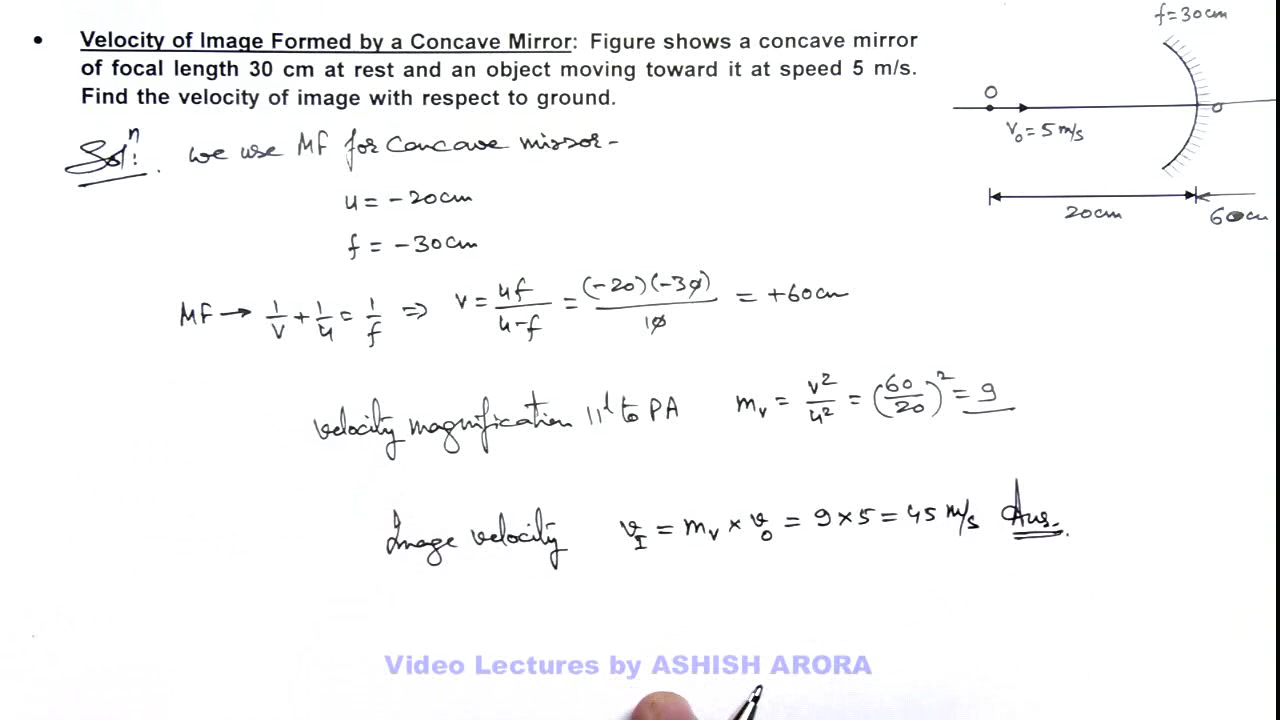 • Velocity of Image Formed by a Concave Mirror: Figure shows a concave mirror
of focal length 30 cm at rest and an object moving toward it at speed 5 m/s.
Find the velocity of image with respect to ground.
f=30cm
O
V₀ = 5 m/s
20cm
60cm
Solⁿ: We use MF for Concave mirror -
u = -20cm
f = -30cm
MF → 1/v + 1/u = 1/f ⇒ v = uf/u-f = (-20)(-30)/10 = +60cm
Velocity magnification 11ˡ to PA mᵥ = v²/u² = (60/20)² = 9
Image velocity v_I = mᵥ × v₀ = 9 × 5 = 45 m/s Ans.
Video Lectures by ASHISH ARORA